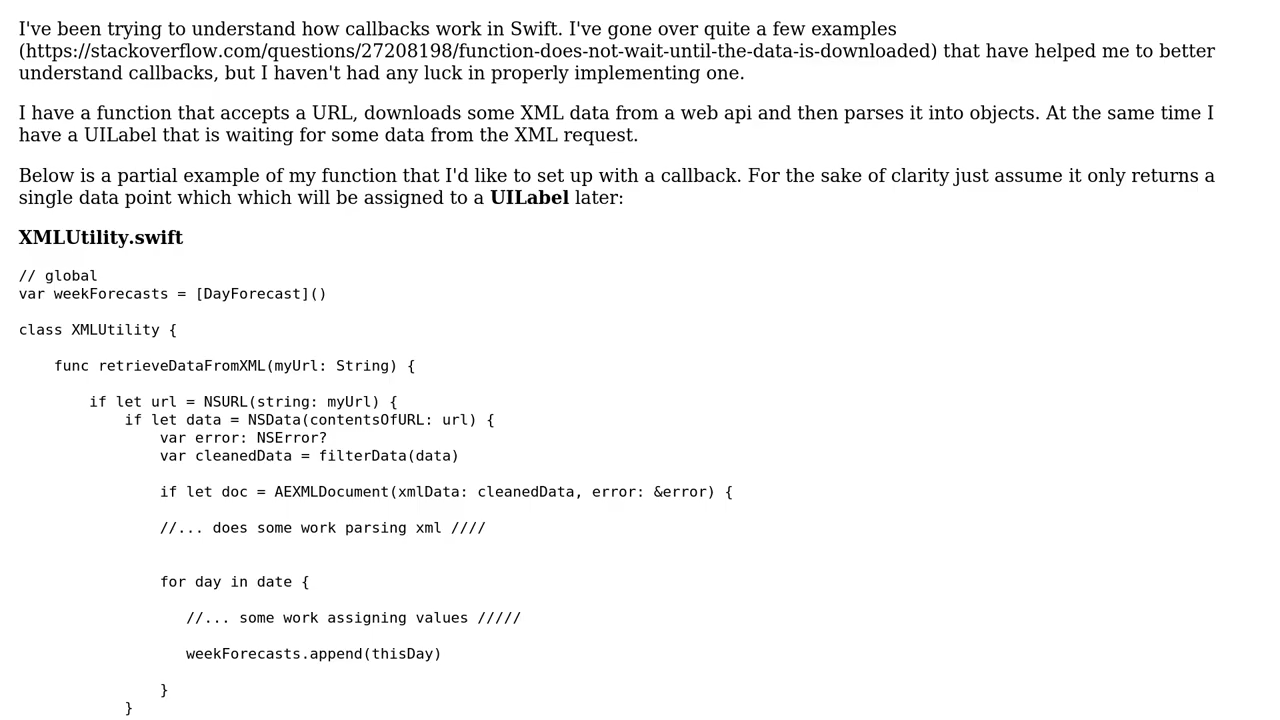 I've been trying to understand how callbacks work in Swift. I've gone over quite a few examples
(https://stackoverflow.com/questions/27208198/function-does-not-wait-until-the-data-is-downloaded) that have helped me to better
understand callbacks, but I haven't had any luck in properly implementing one.
I have a function that accepts a URL, downloads some XML data from a web api and then parses it into objects. At the same time I
have a UILabel that is waiting for some data from the XML request.
Below is a partial example of my function that I'd like to set up with a callback. For the sake of clarity just assume it only returns a
single data point which which will be assigned to a UILabel later:
XMLUtility.swift
// global
var weekForecasts = [DayForecast]()
class XMLUtility {
func retrieveDataFromXML(myUrl: String) {
if let url = NSURL(string: myUrl) {
if let data = NSData(contentsOfURL: url) {
var error: NSError?
var cleanedData = filterData(data)
if let doc = AEXMLDocument(xmlData: cleanedData, error: &error) {
//... does some work parsing xml ////
for day in date {
//... some work assigning values /////
weekForecasts.append(thisDay)
}
}